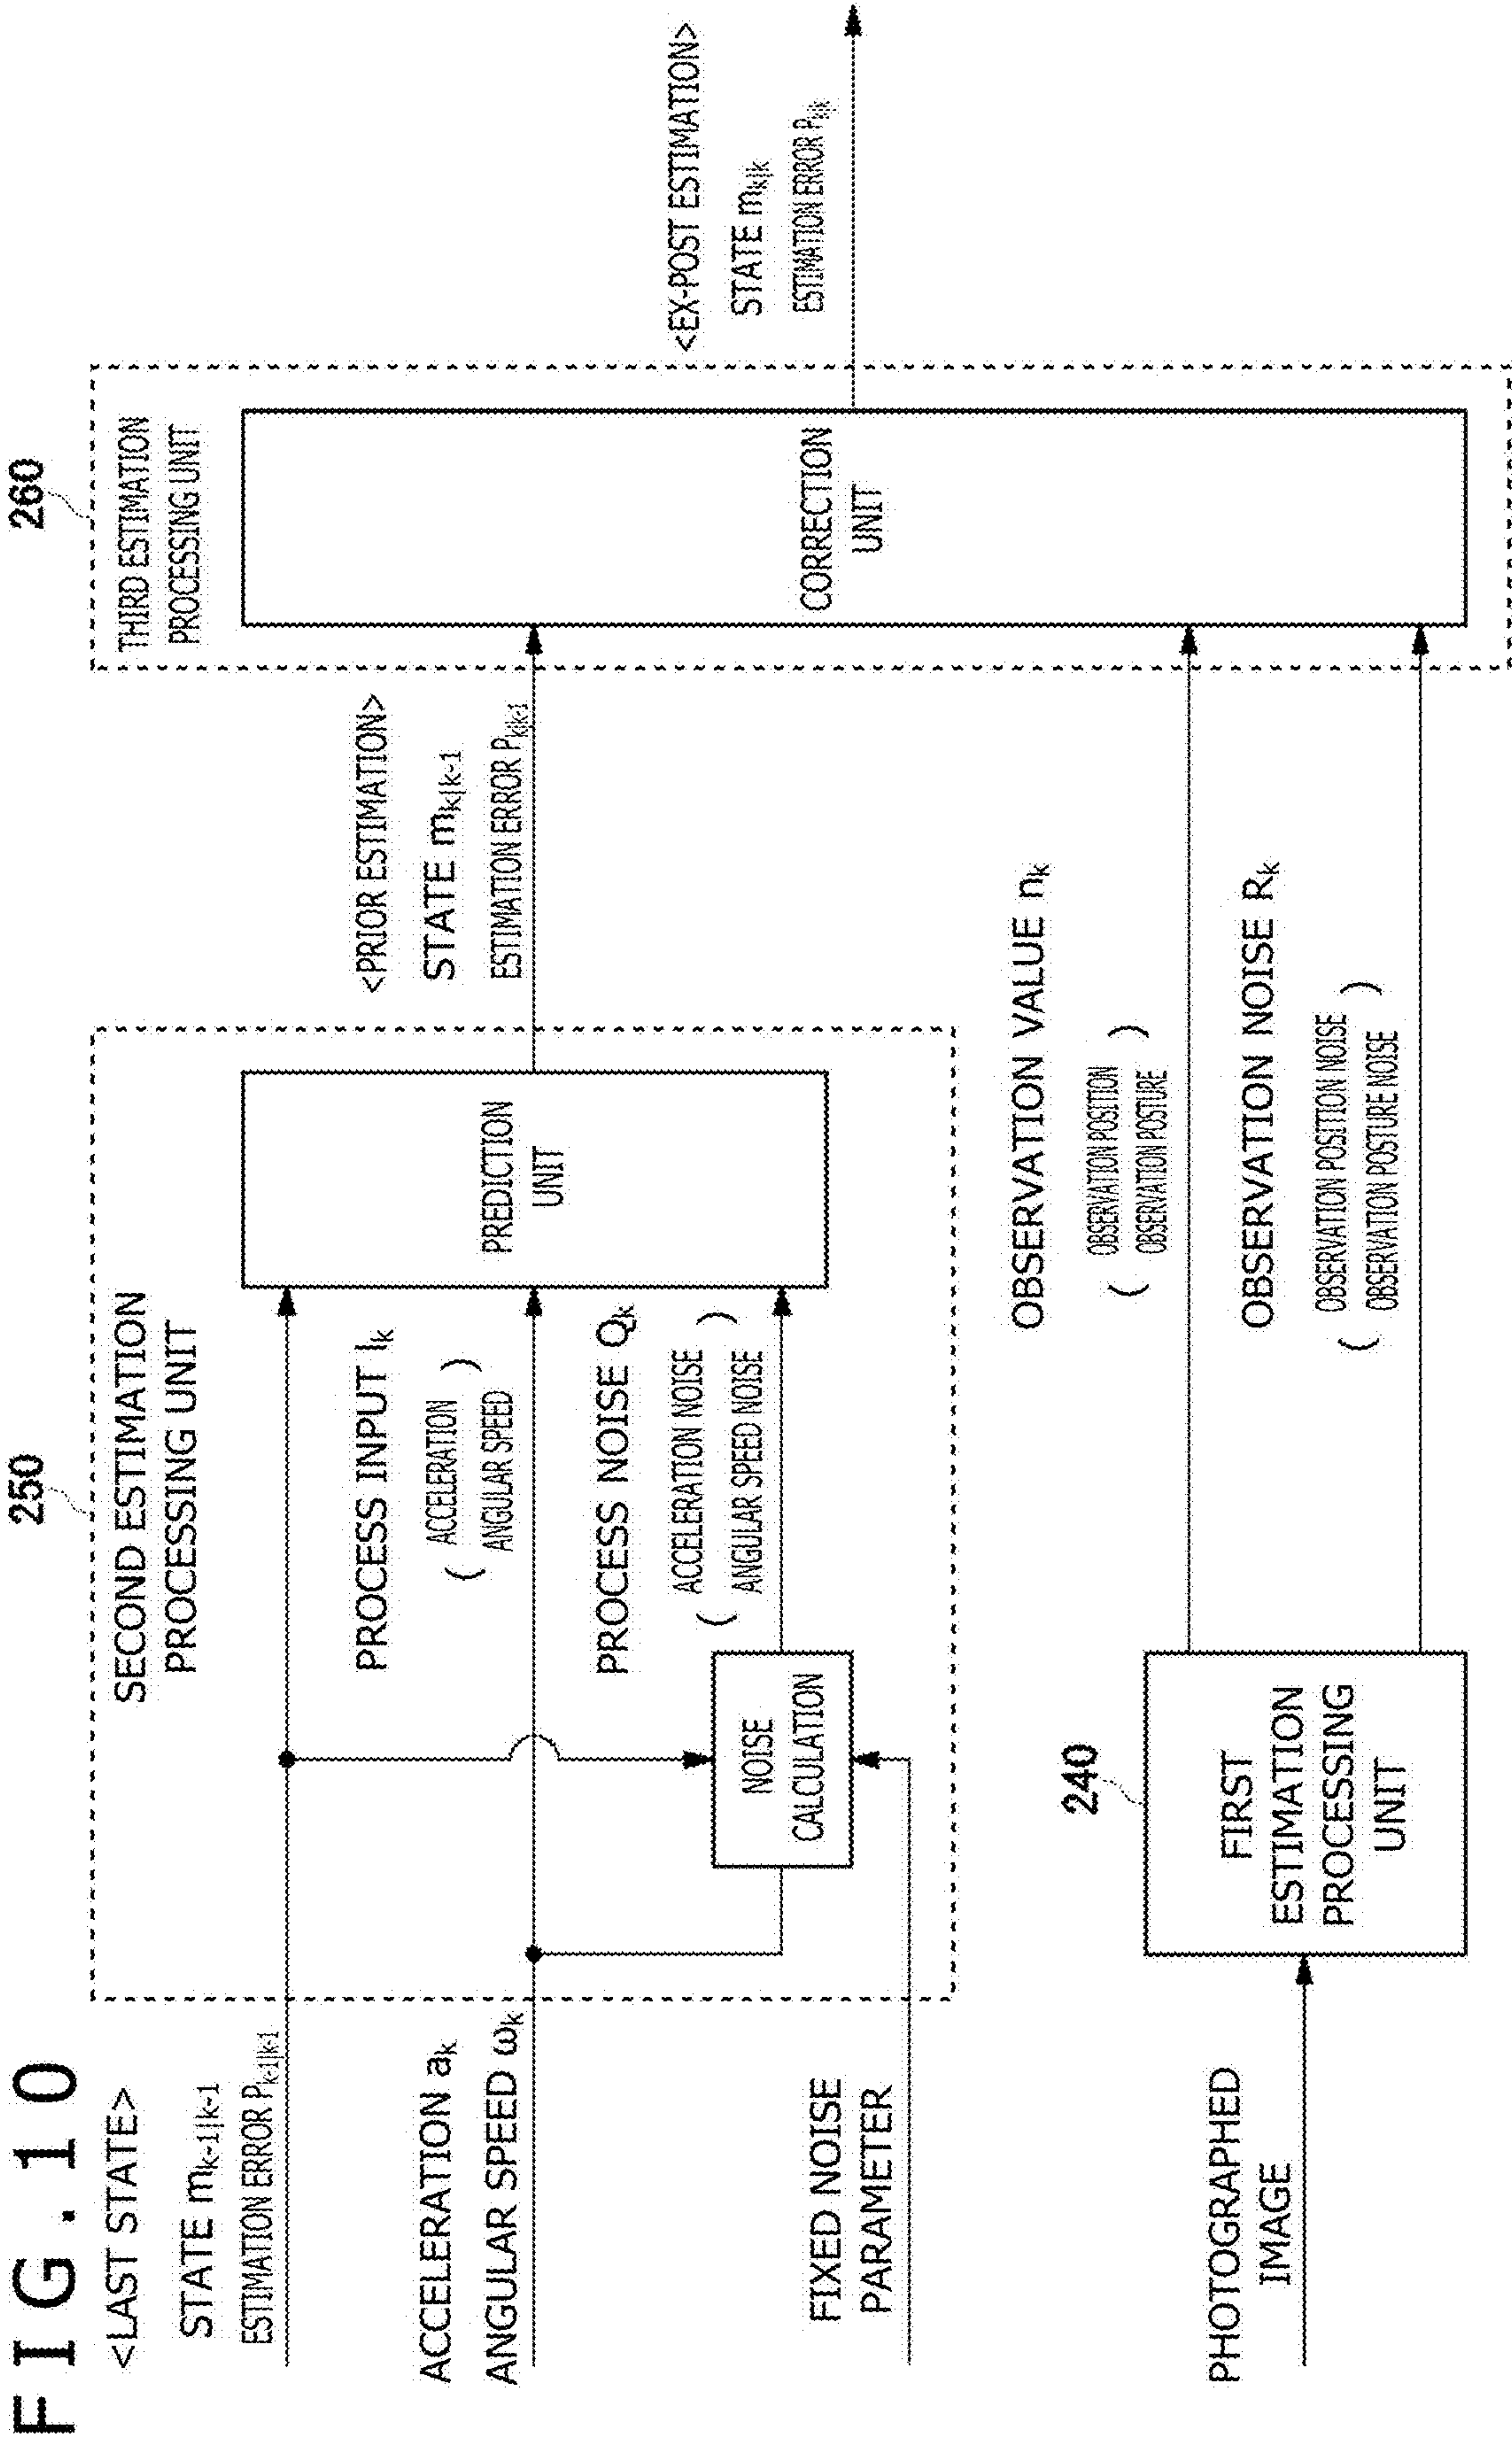 FIG.10
<LAST STATE>
STATE mk-1|k-1
ESTIMATION ERROR Pk-1|k-1
ACCELERATION ak
ANGULAR SPEED ωk
FIXED NOISE
PARAMETER
PHOTOGRAPHED
IMAGE
250
SECOND ESTIMATION
PROCESSING UNIT
PROCESS INPUT Ik
( ACCELERATION
ANGULAR SPEED )
PROCESS NOISE Qk
( ACCELERATION NOISE
ANGULAR SPEED NOISE )
NOISE
CALCULATION
PREDICTION
UNIT
240
FIRST
ESTIMATION
PROCESSING
UNIT
<PRIOR ESTIMATION>
STATE mk|k-1
ESTIMATION ERROR Pk|k-1
OBSERVATION VALUE nk
( OBSERVATION POSITION
OBSERVATION POSTURE )
OBSERVATION NOISE Rk
( OBSERVATION POSITION NOISE
OBSERVATION POSTURE NOISE )
260
THIRD ESTIMATION
PROCESSING UNIT
CORRECTION
UNIT
<EX-POST ESTIMATION>
STATE mk|k
ESTIMATION ERROR Pk|k